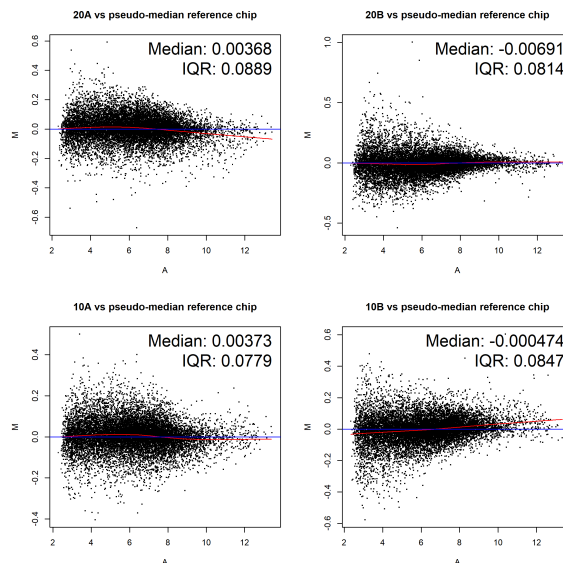 20A vs pseudo-median reference chip
Median: 0.00368
IQR: 0.0889
M
0.6
0.4
0.2
0.0
-0.2
-0.4
-0.6
2 4 6 8 10 12
A
20B vs pseudo-median reference chip
Median: -0.00691
IQR: 0.0814
M
1.0
0.5
0.0
-0.5
2 4 6 8 10 12
A
10A vs pseudo-median reference chip
Median: 0.00373
IQR: 0.0779
M
0.4
0.2
0.0
-0.2
-0.4
2 4 6 8 10 12
A
10B vs pseudo-median reference chip
Median: -0.000474
IQR: 0.0847
M
0.6
0.4
0.2
0.0
-0.2
-0.4
-0.6
2 4 6 8 10 12
A